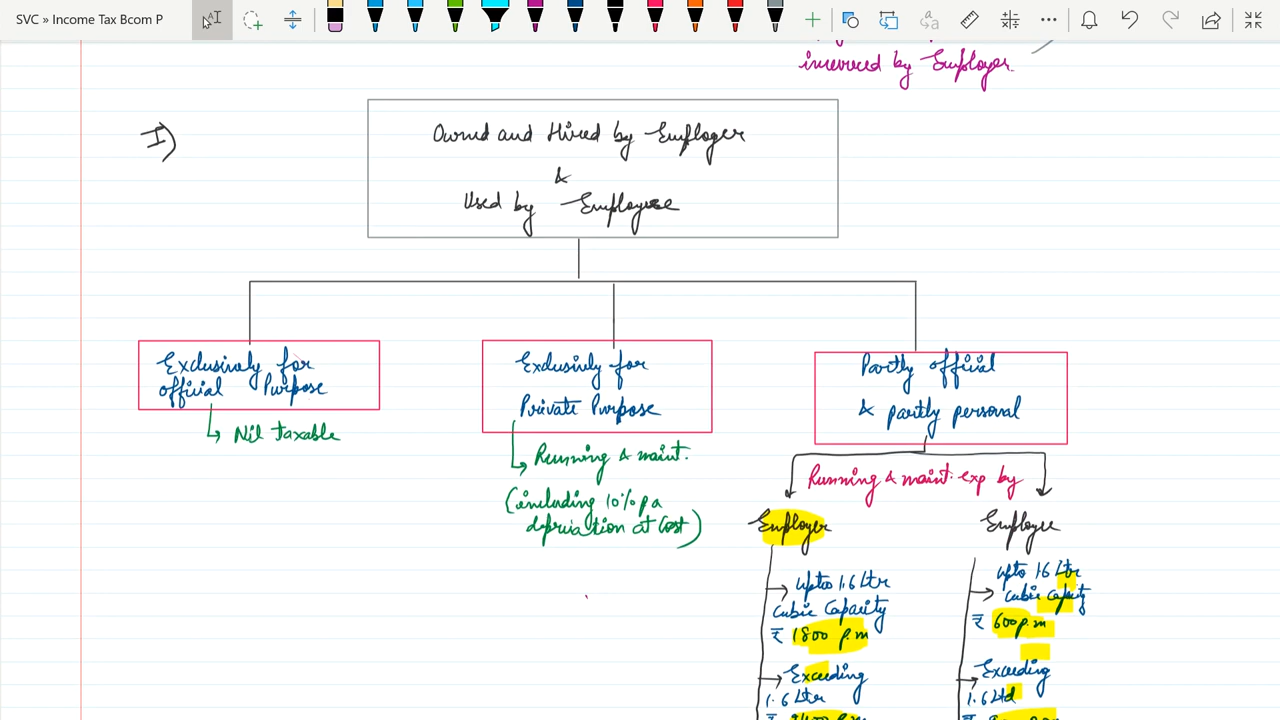 SVC » Income Tax Bcom P
incurred by Employer.
I)
Owned and Hired by Employer
&
Used by Employee
Exclusively for
official Purpose
↳ Nil taxable
Exclusively for
Private Purpose
↳ Running & maint.
(including 10% p a
depriation at Cost)
Partly official
& partly personal
Running & maint. exp by
Employer
→ upto 1.6 Ltr
cubic Capacity
₹ 1800 p.m
→ Exceeding
1.6 Ltr
Employee
→ upto 1.6 Ltr
cubic capacity
₹ 600 p.m
→ Exceeding
1.6 Ltd